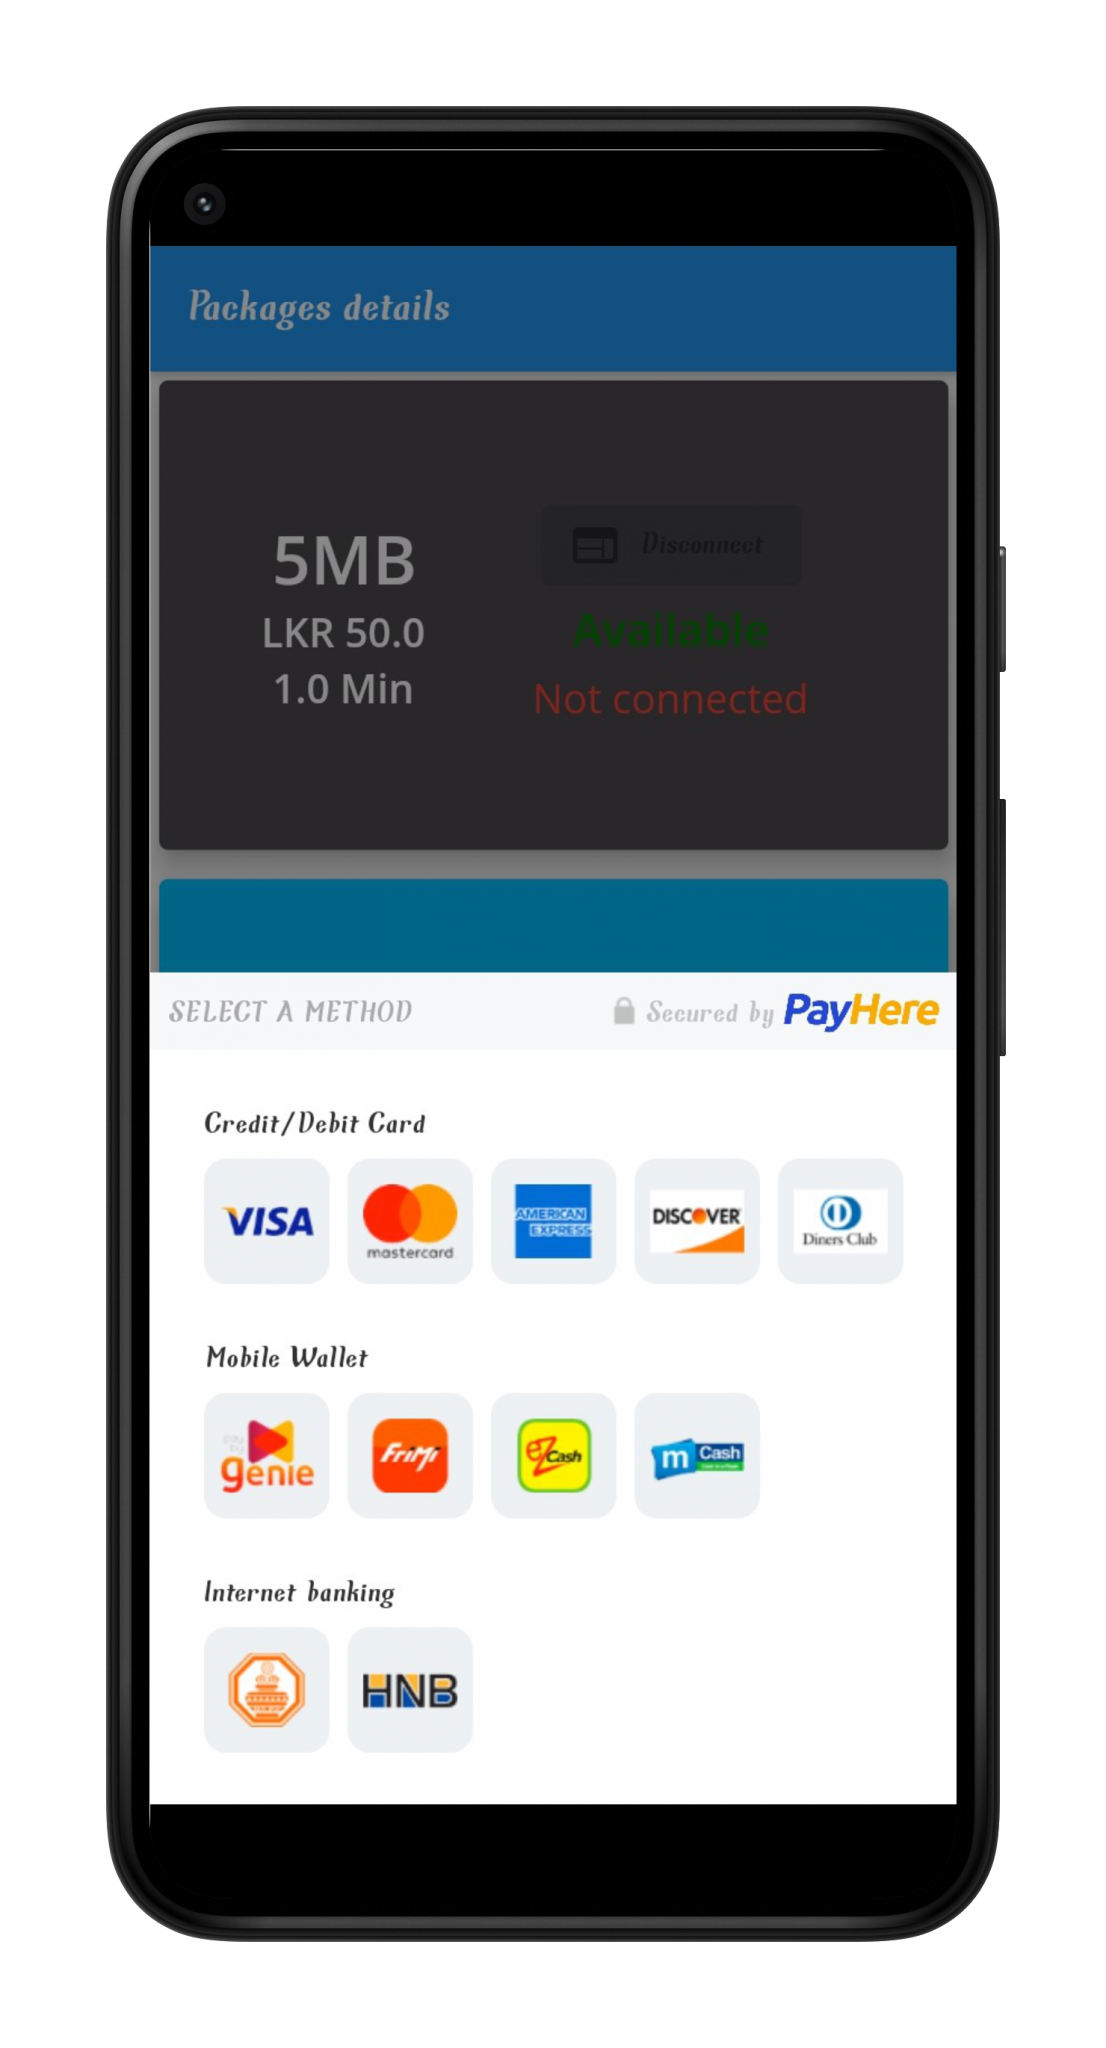 Packages details
5MB
LKR 50.0
1.0 Min
Disconnect
Available
Not connected
SELECT A METHOD
Secured by PayHere
Credit/Debit Card
VISA
mastercard
AMERICAN
EXPRESS
DISCOVER
Diners Club
Mobile Wallet
pay
by
genie
FriMi
eZ Cash
m Cash
Internet banking
HNB